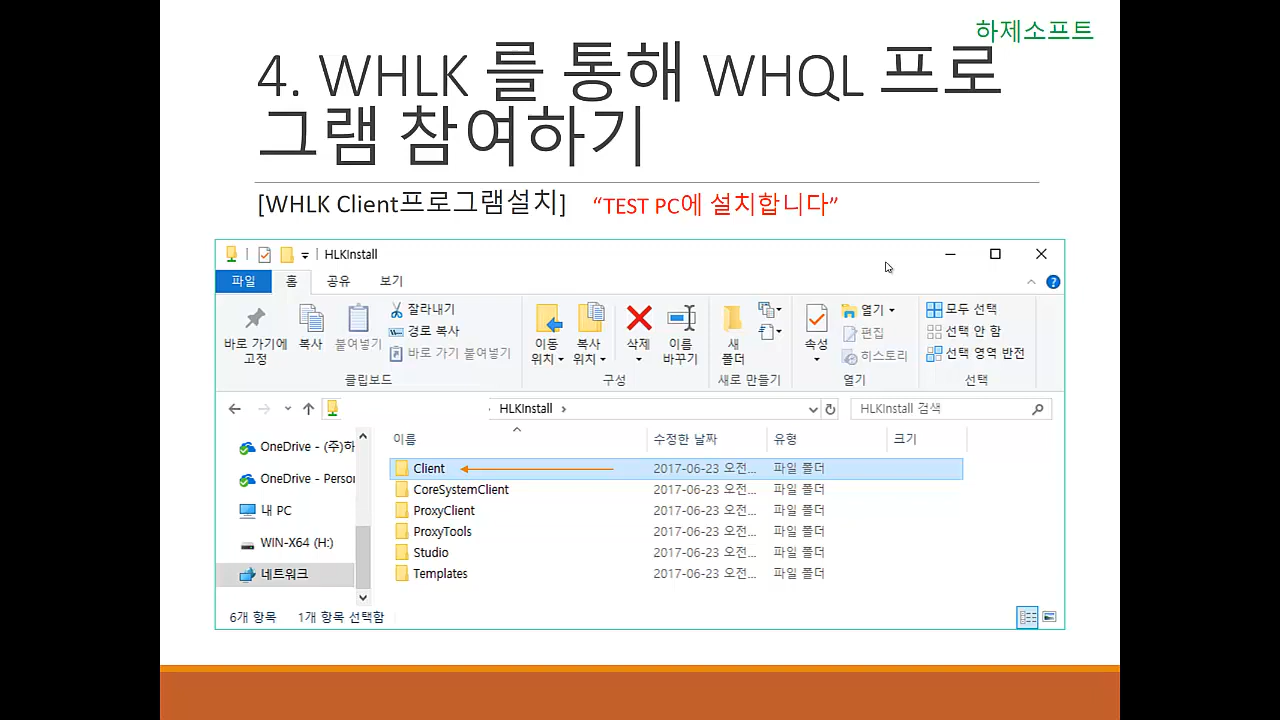 하제소프트
4. WHLK 를 통해 WHQL 프로
그램 참여하기
[WHLK Client프로그램설치] “TEST PC에 설치합니다”
HLKInstall
파일 홈 공유 보기
바로 가기에
고정
복사
붙여넣기
잘라내기
경로 복사
바로 가기 붙여넣기
클립보드
이동
위치
복사
위치
삭제
이름
바꾸기
구성
새
폴더
새로 만들기
속성
열기
편집
히스토리
열기
모두 선택
선택 안 함
선택 영역 반전
선택
HLKInstall
HLKInstall 검색
OneDrive - (주)하
OneDrive - Person
내 PC
WIN-X64 (H:)
네트워크
이름 수정한 날짜 유형 크기
Client 2017-06-23 오전... 파일 폴더
CoreSystemClient 2017-06-23 오전... 파일 폴더
ProxyClient 2017-06-23 오전... 파일 폴더
ProxyTools 2017-06-23 오전... 파일 폴더
Studio 2017-06-23 오전... 파일 폴더
Templates 2017-06-23 오전... 파일 폴더
6개 항목 1개 항목 선택함